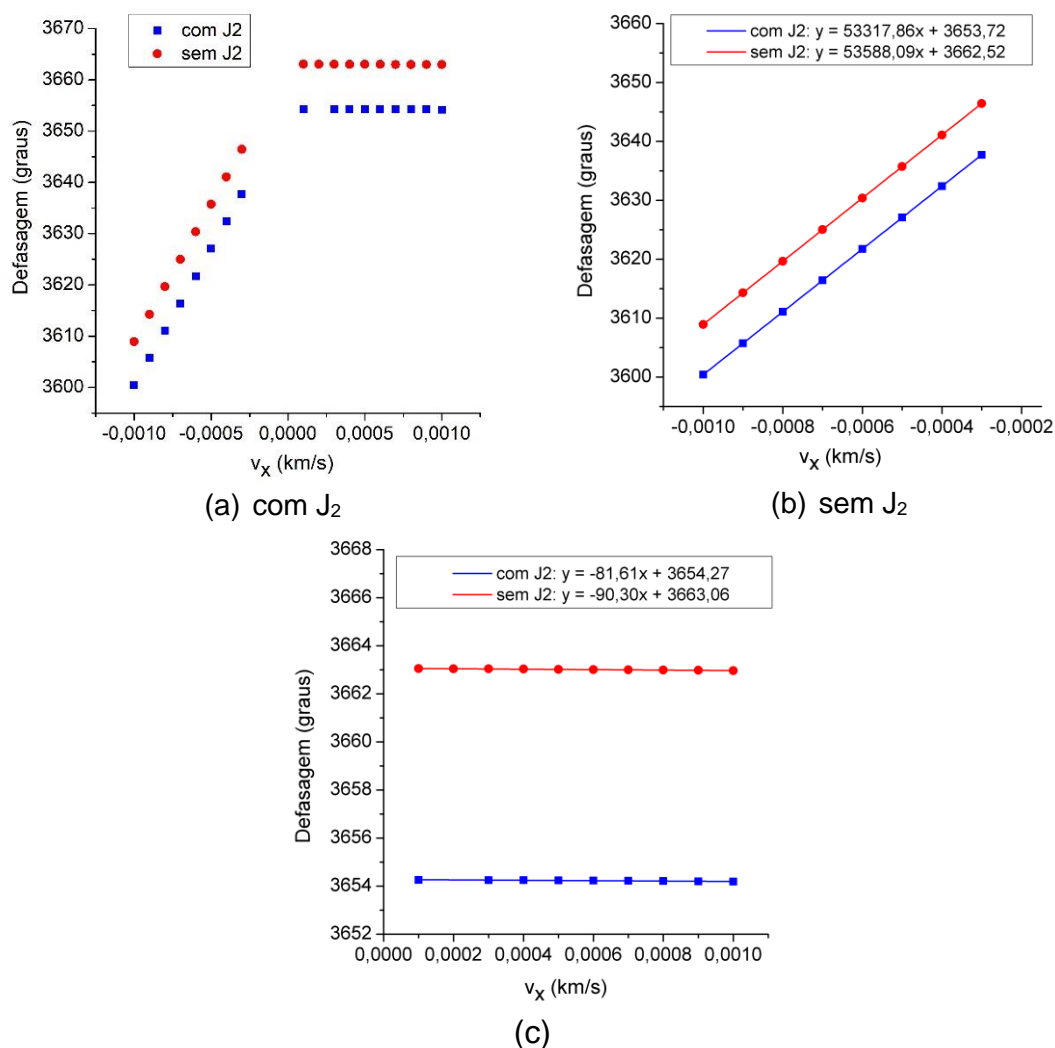 com J2
sem J2
Defasagem (graus)
3670
3660
3650
3640
3630
3620
3610
3600
-0,0010 -0,0005 0,0000 0,0005 0,0010
vx (km/s)
(a) com J2
com J2: y = 53317,86x + 3653,72
sem J2: y = 53588,09x + 3662,52
Defasagem (graus)
3660
3650
3640
3630
3620
3610
3600
-0,0010 -0,0008 -0,0006 -0,0004 -0,0002
vx (km/s)
(b) sem J2
com J2: y = -81,61x + 3654,27
sem J2: y = -90,30x + 3663,06
Defasagem (graus)
3668
3666
3664
3662
3660
3658
3656
3654
3652
0,0000 0,0002 0,0004 0,0006 0,0008 0,0010
vx (km/s)
(c)